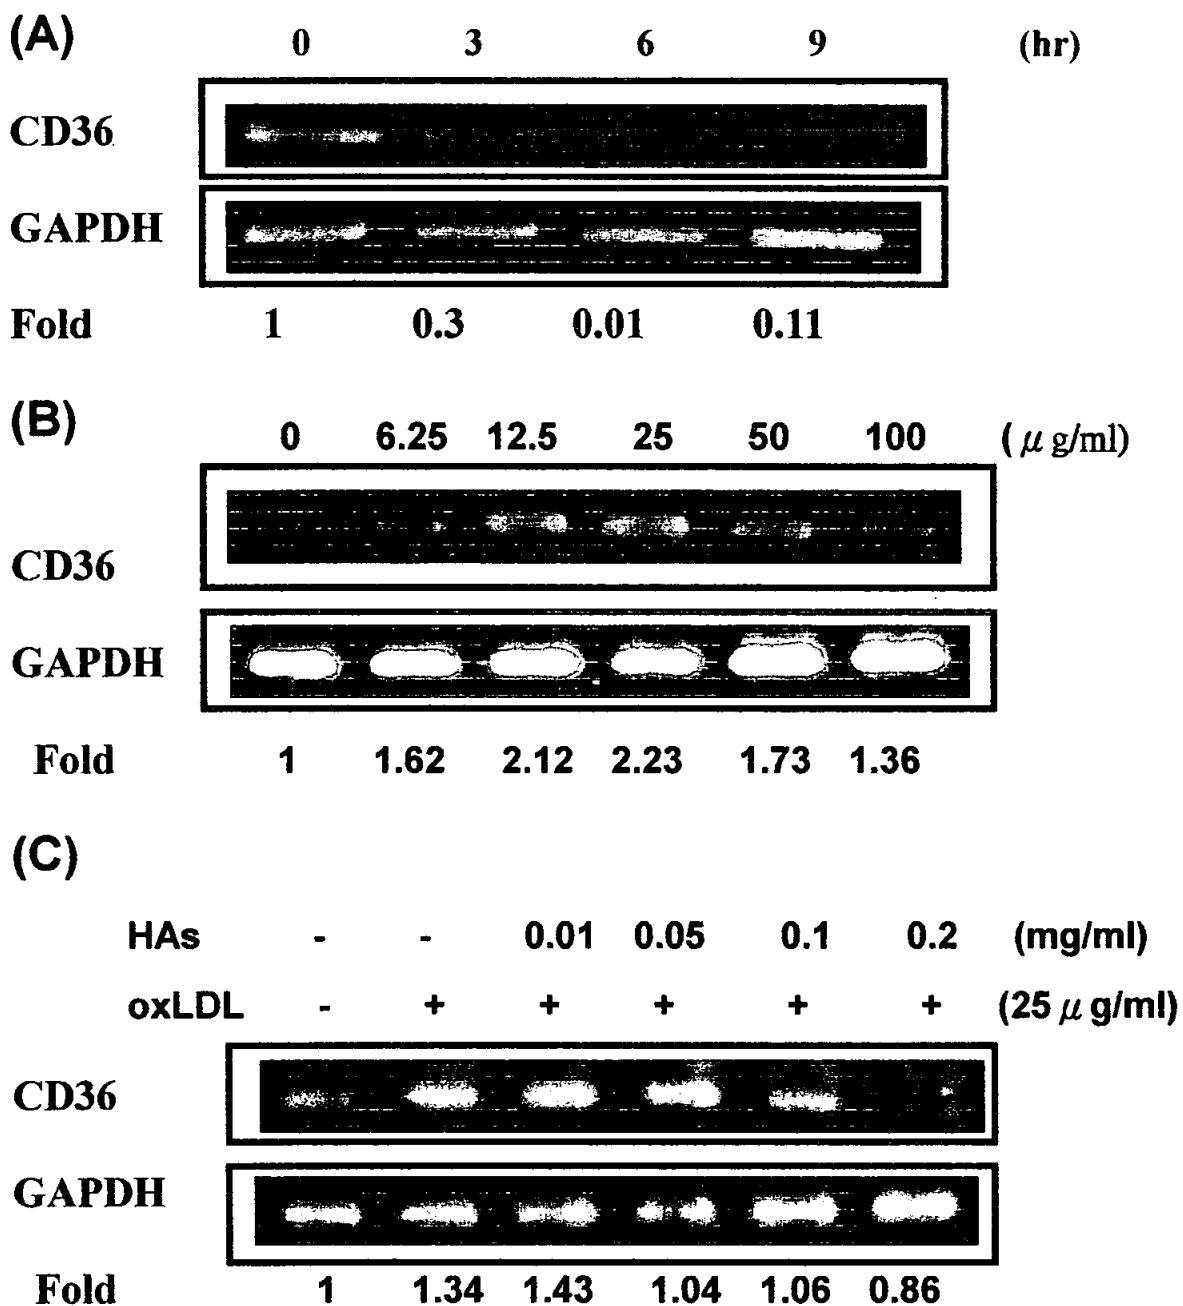 (A)
0 3 6 9 (hr)
CD36
GAPDH
Fold 1 0.3 0.01 0.11
(B)
0 6.25 12.5 25 50 100 (μg/ml)
CD36
GAPDH
Fold 1 1.62 2.12 2.23 1.73 1.36
(C)
HAs - - 0.01 0.05 0.1 0.2 (mg/ml)
oxLDL - + + + + + (25 μg/ml)
CD36
GAPDH
Fold 1 1.34 1.43 1.04 1.06 0.86